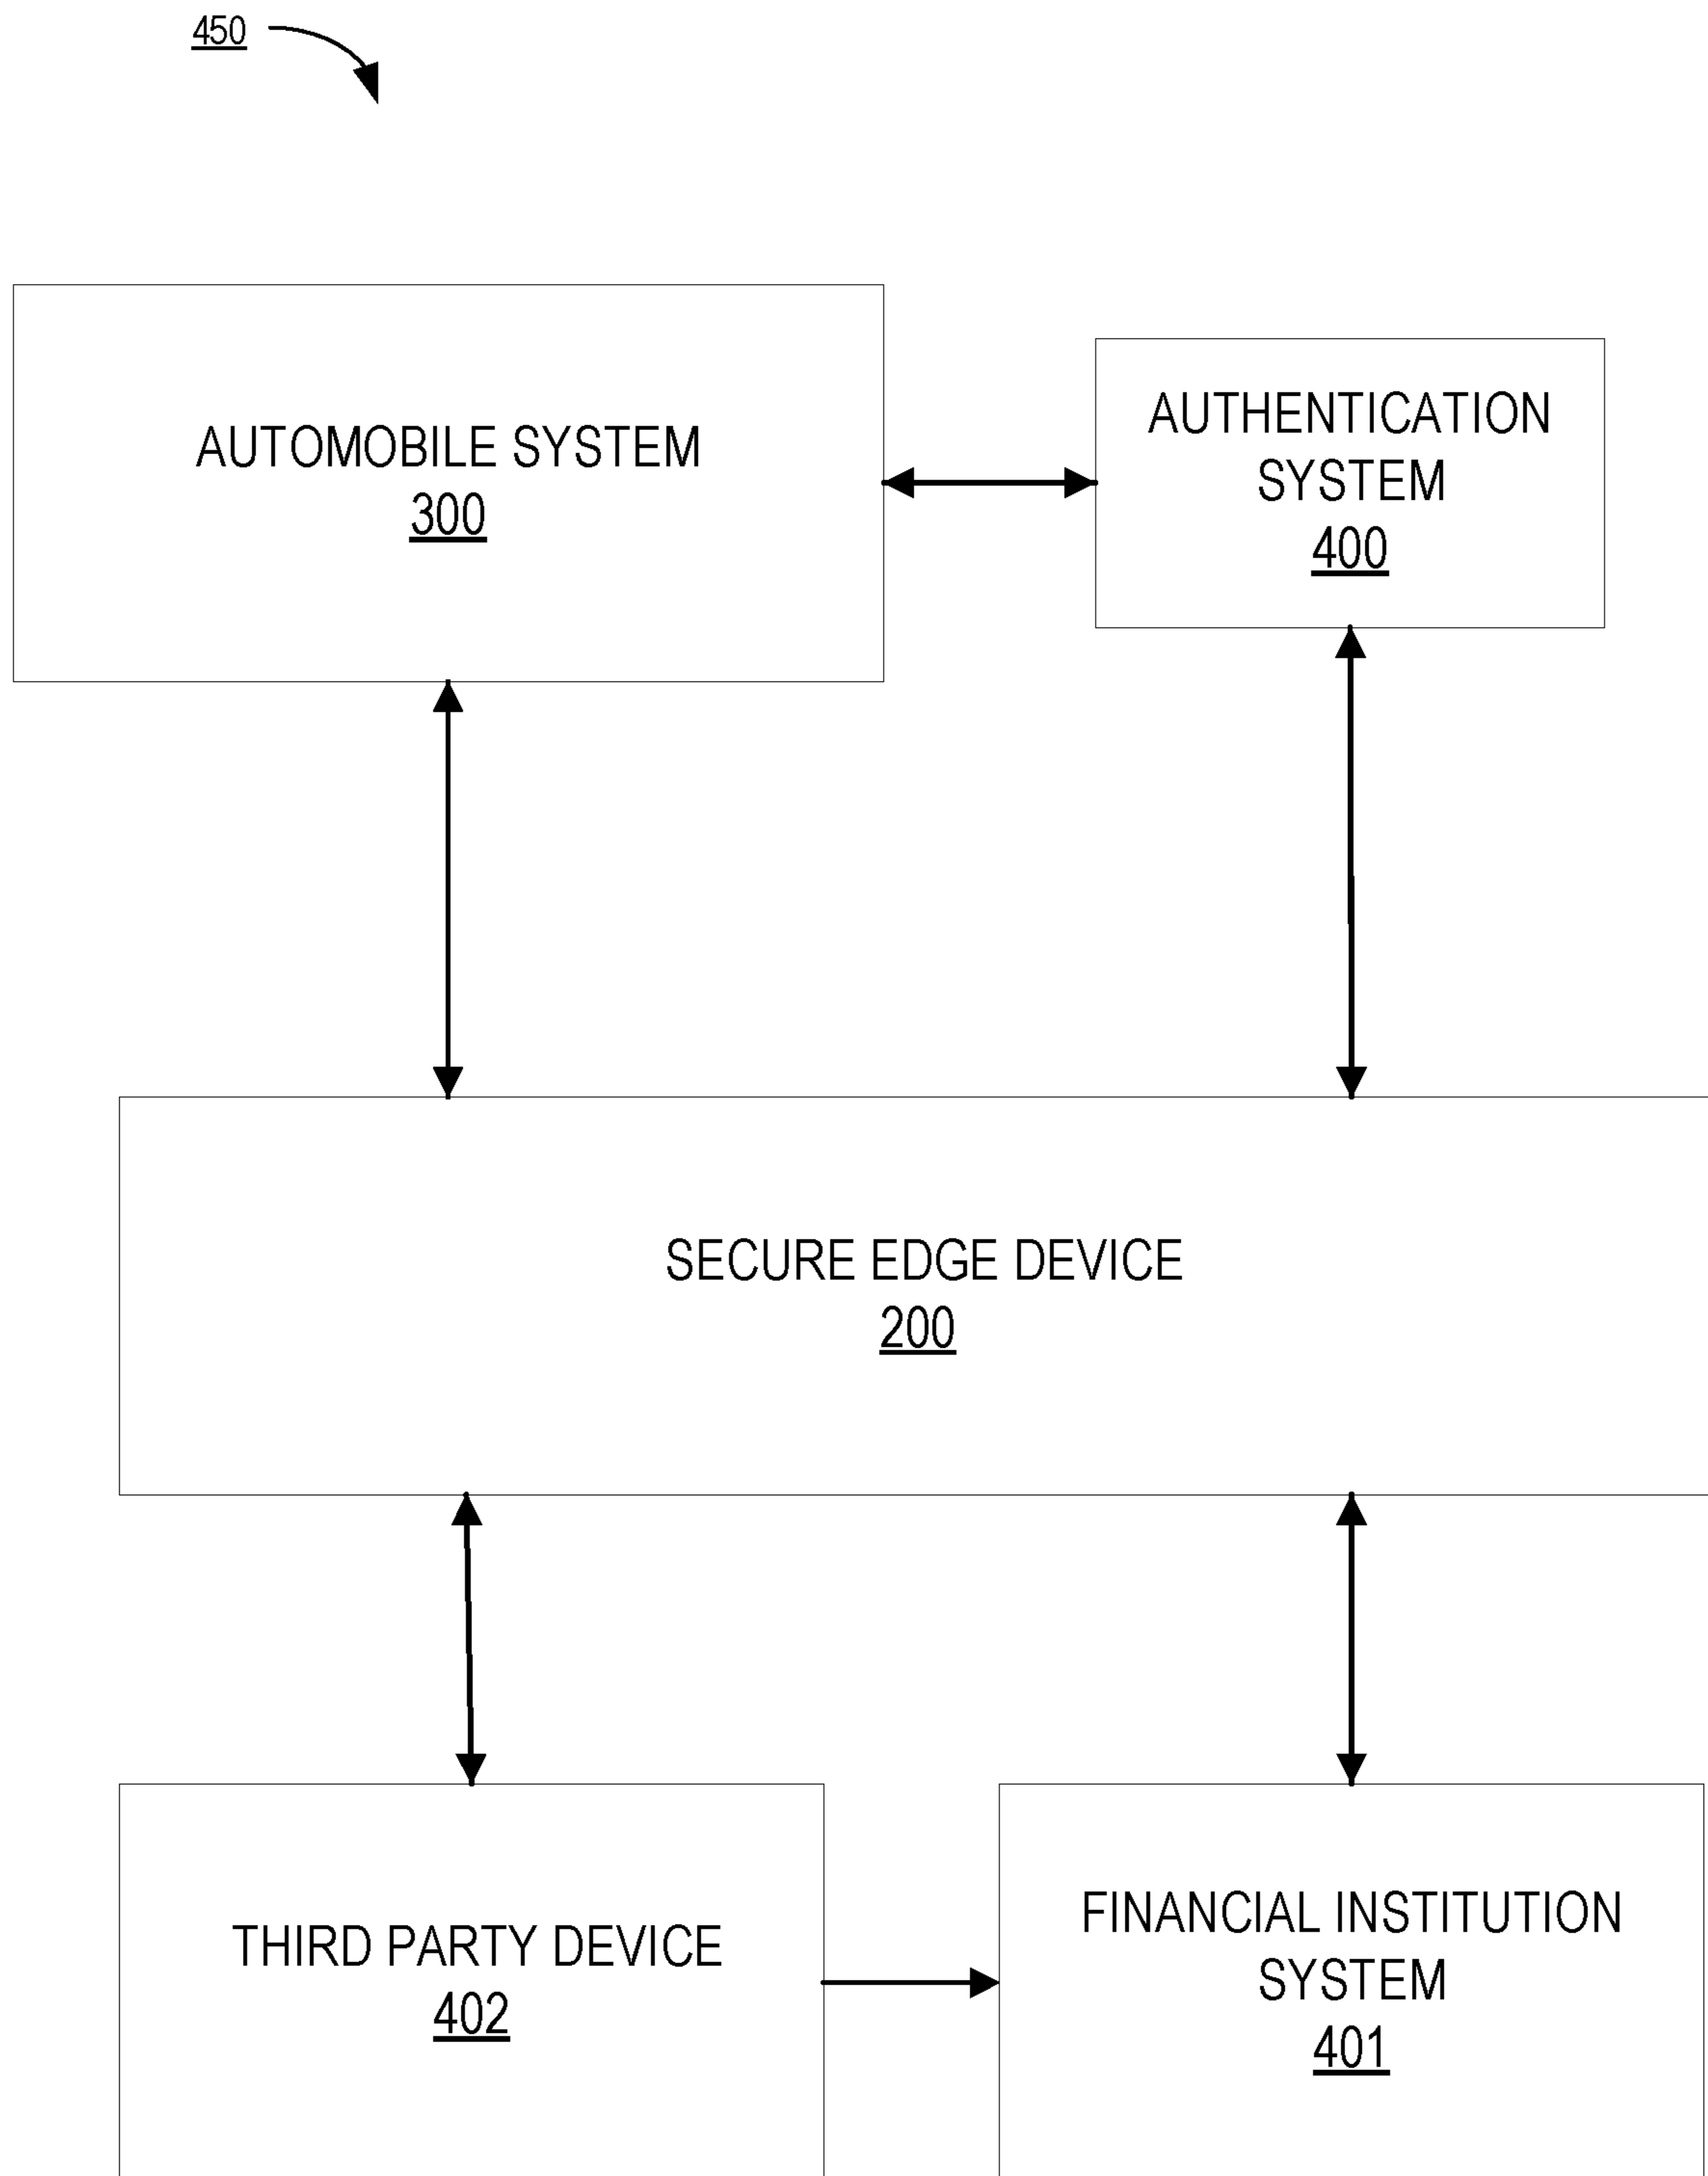 450
AUTOMOBILE SYSTEM
300
AUTHENTICATION
SYSTEM
400
SECURE EDGE DEVICE
200
THIRD PARTY DEVICE
402
FINANCIAL INSTITUTION
SYSTEM
401